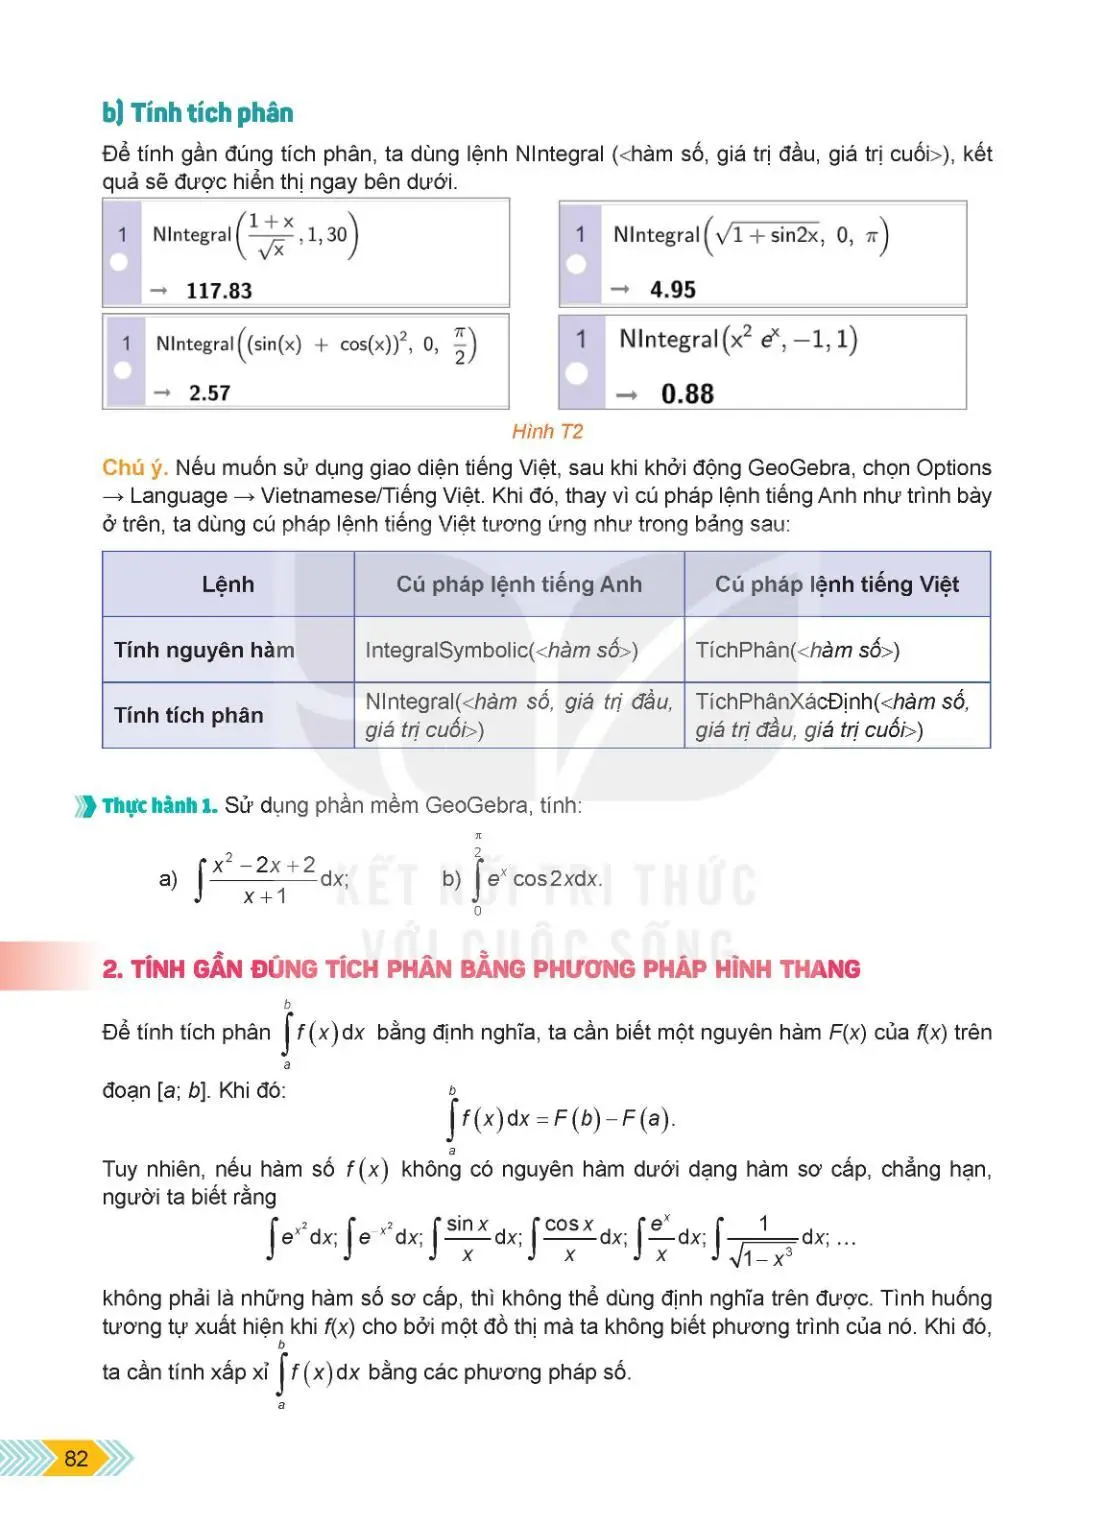 b) Tính tích phân
Để tính gần đúng tích phân, ta dùng lệnh NIntegral (<hàm số, giá trị đầu, giá trị cuối>), kết
quả sẽ được hiển thị ngay bên dưới.
1 NIntegral((1 + x)/√x, 1, 30)
→ 117.83
1 NIntegral(√(1 + sin2x), 0, π)
→ 4.95
1 NIntegral((sin(x) + cos(x))², 0, π/2)
→ 2.57
1 NIntegral(x² eˣ, −1, 1)
→ 0.88
Hình T2
Chú ý. Nếu muốn sử dụng giao diện tiếng Việt, sau khi khởi động GeoGebra, chọn Options
→ Language → Vietnamese/Tiếng Việt. Khi đó, thay vì cú pháp lệnh tiếng Anh như trình bày
ở trên, ta dùng cú pháp lệnh tiếng Việt tương ứng như trong bảng sau:
Lệnh Cú pháp lệnh tiếng Anh Cú pháp lệnh tiếng Việt
Tính nguyên hàm IntegralSymbolic(<hàm số>) TíchPhân(<hàm số>)
Tính tích phân NIntegral(<hàm số, giá trị đầu, giá trị cuối>) TíchPhânXácĐịnh(<hàm số, giá trị đầu, giá trị cuối>)
Thực hành 1. Sử dụng phần mềm GeoGebra, tính:
a) ∫ (x² − 2x + 2)/(x + 1) dx; b) ∫₀^(π/2) eˣ cos2xdx.
KẾT NỐI TRI THỨC
VỚI CUỘC SỐNG
2. TÍNH GẦN ĐÚNG TÍCH PHÂN BẰNG PHƯƠNG PHÁP HÌNH THANG
Để tính tích phân ∫ₐᵇ f(x)dx bằng định nghĩa, ta cần biết một nguyên hàm F(x) của f(x) trên
đoạn [a; b]. Khi đó:
∫ₐᵇ f(x)dx = F(b) − F(a).
Tuy nhiên, nếu hàm số f(x) không có nguyên hàm dưới dạng hàm sơ cấp, chẳng hạn,
người ta biết rằng
∫ e^(x²) dx; ∫ e^(−x²) dx; ∫ (sin x)/x dx; ∫ (cos x)/x dx; ∫ eˣ/x dx; ∫ 1/√(1 − x³) dx; ...
không phải là những hàm số sơ cấp, thì không thể dùng định nghĩa trên được. Tình huống
tương tự xuất hiện khi f(x) cho bởi một đồ thị mà ta không biết phương trình của nó. Khi đó,
ta cần tính xấp xỉ ∫ₐᵇ f(x)dx bằng các phương pháp số.
82